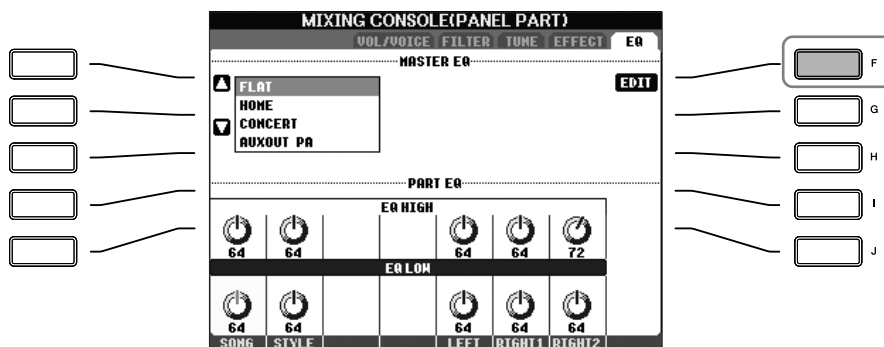 MIXING CONSOLE(PANEL PART)
VOL/VOICE FILTER TUNE EFFECT EQ
MASTER EQ
FLAT
HOME
CONCERT
AUXOUT PA
EDIT
F
G
H
I
J
PART EQ
EQ HIGH
64 64 64 64 72
EQ LOW
64 64 64 64 64
SONG STYLE LEFT RIGHT1 RIGHT2